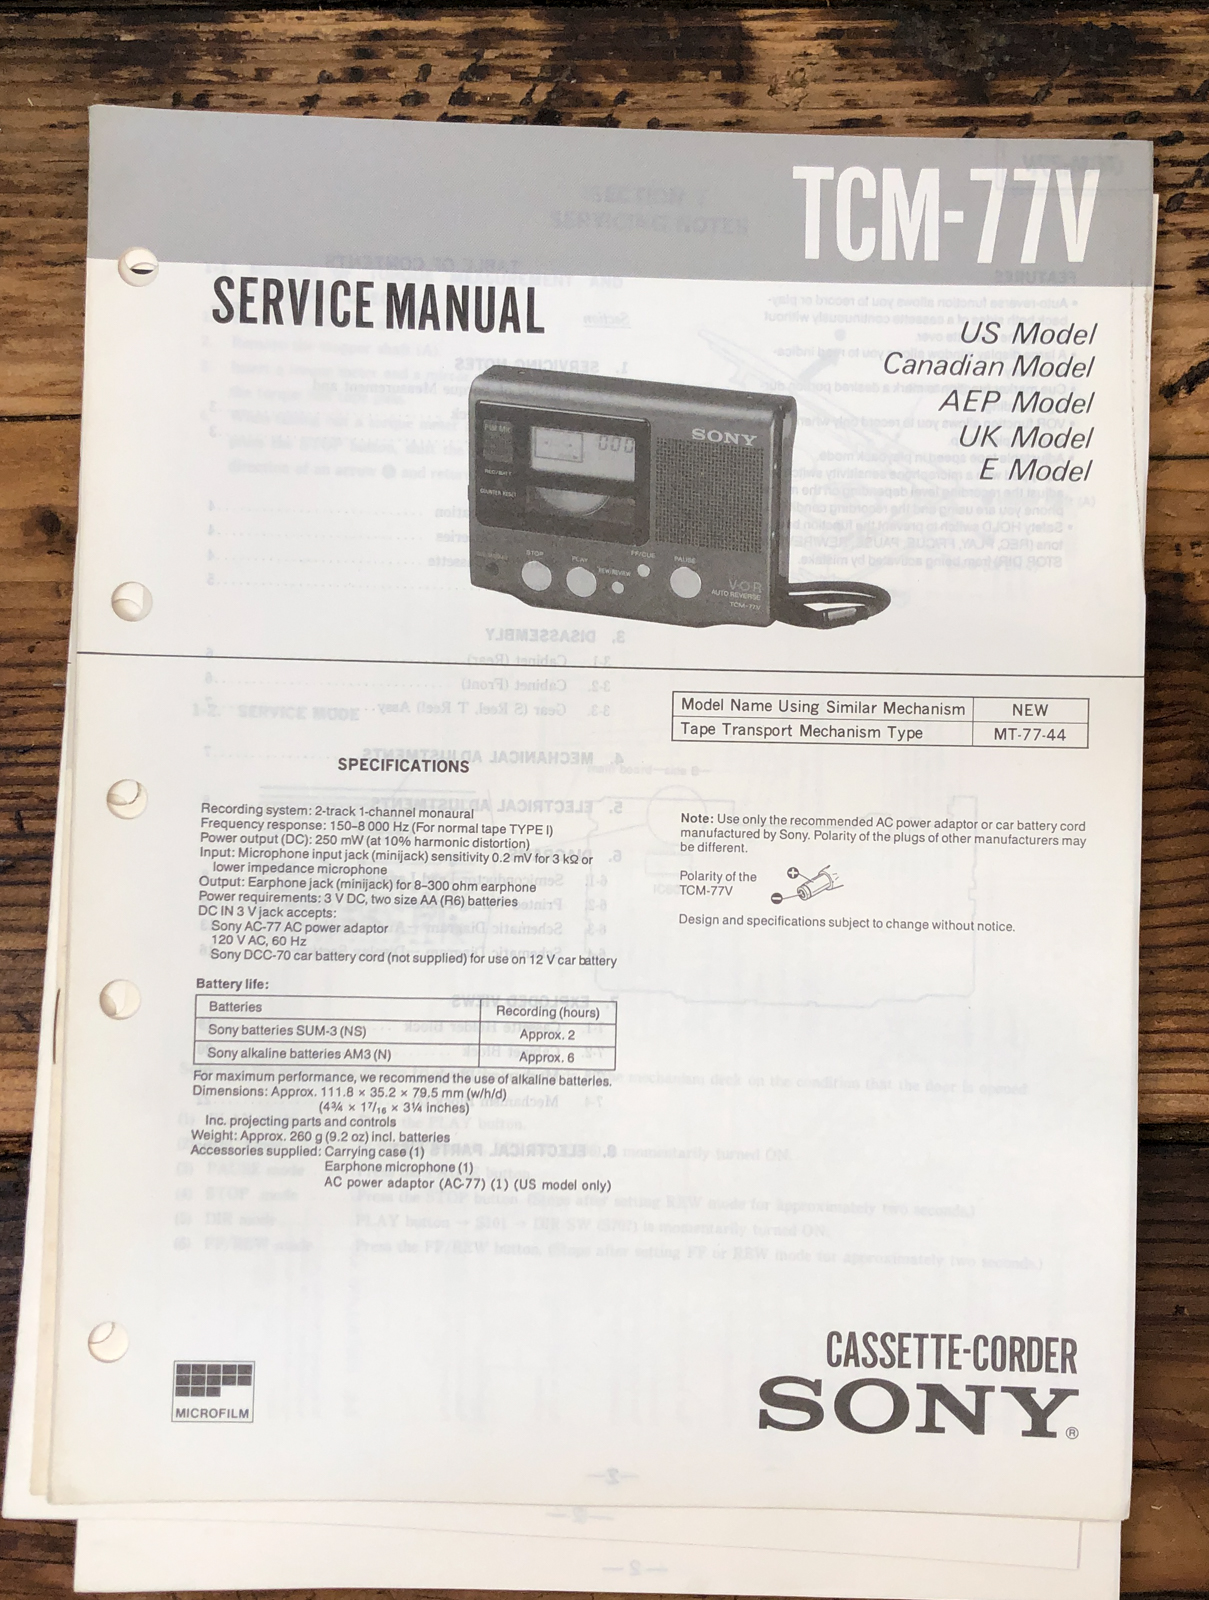 TCM-77V
SERVICE MANUAL
US Model
Canadian Model
AEP Model
UK Model
E Model
SONY
COUNTER RESET
STOP
PLAY
REW/REVIEW
FF/CUE
PAUSE
V·O·R
AUTO REVERSE
TCM-77V
Model Name Using Similar Mechanism NEW
Tape Transport Mechanism Type MT-77-44
SPECIFICATIONS
Recording system: 2-track 1-channel monaural
Frequency response: 150–8 000 Hz (For normal tape TYPE I)
Power output (DC): 250 mW (at 10% harmonic distortion)
Input: Microphone input jack (minijack) sensitivity 0.2 mV for 3 kΩ or
lower impedance microphone
Output: Earphone jack (minijack) for 8–300 ohm earphone
Power requirements: 3 V DC, two size AA (R6) batteries
DC IN 3 V jack accepts:
Sony AC-77 AC power adaptor
120 V AC, 60 Hz
Sony DCC-70 car battery cord (not supplied) for use on 12 V car battery
Battery life:
Batteries Recording (hours)
Sony batteries SUM-3 (NS) Approx. 2
Sony alkaline batteries AM3 (N) Approx. 6
For maximum performance, we recommend the use of alkaline batteries.
Dimensions: Approx. 111.8 × 35.2 × 79.5 mm (w/h/d)
(4¾ × 1⁷/₁₆ × 3¼ inches)
Inc. projecting parts and controls
Weight: Approx. 260 g (9.2 oz) incl. batteries
Accessories supplied: Carrying case (1)
Earphone microphone (1)
AC power adaptor (AC-77) (1) (US model only)
Note: Use only the recommended AC power adaptor or car battery cord
manufactured by Sony. Polarity of the plugs of other manufacturers may
be different.
Polarity of the
TCM-77V
Design and specifications subject to change without notice.
MICROFILM
CASSETTE-CORDER
SONY®